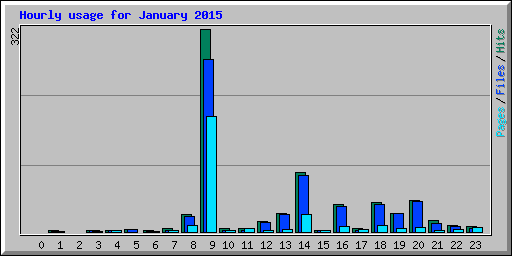 Hourly usage for January 2015
322
Pages/Files/Hits
0 1 2 3 4 5 6 7 8 9 10 11 12 13 14 15 16 17 18 19 20 21 22 23